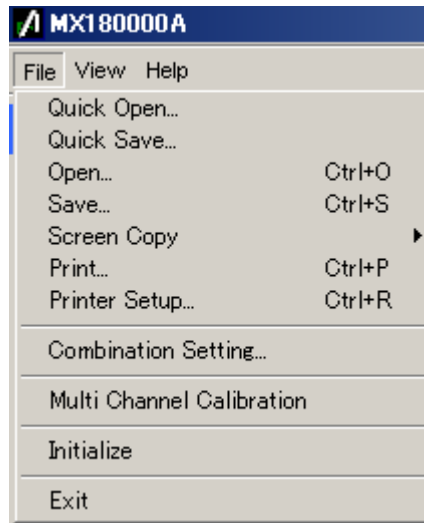 MX180000A
File View Help
Quick Open...
Quick Save...
Open... Ctrl+O
Save... Ctrl+S
Screen Copy
Print... Ctrl+P
Printer Setup... Ctrl+R
Combination Setting...
Multi Channel Calibration
Initialize
Exit